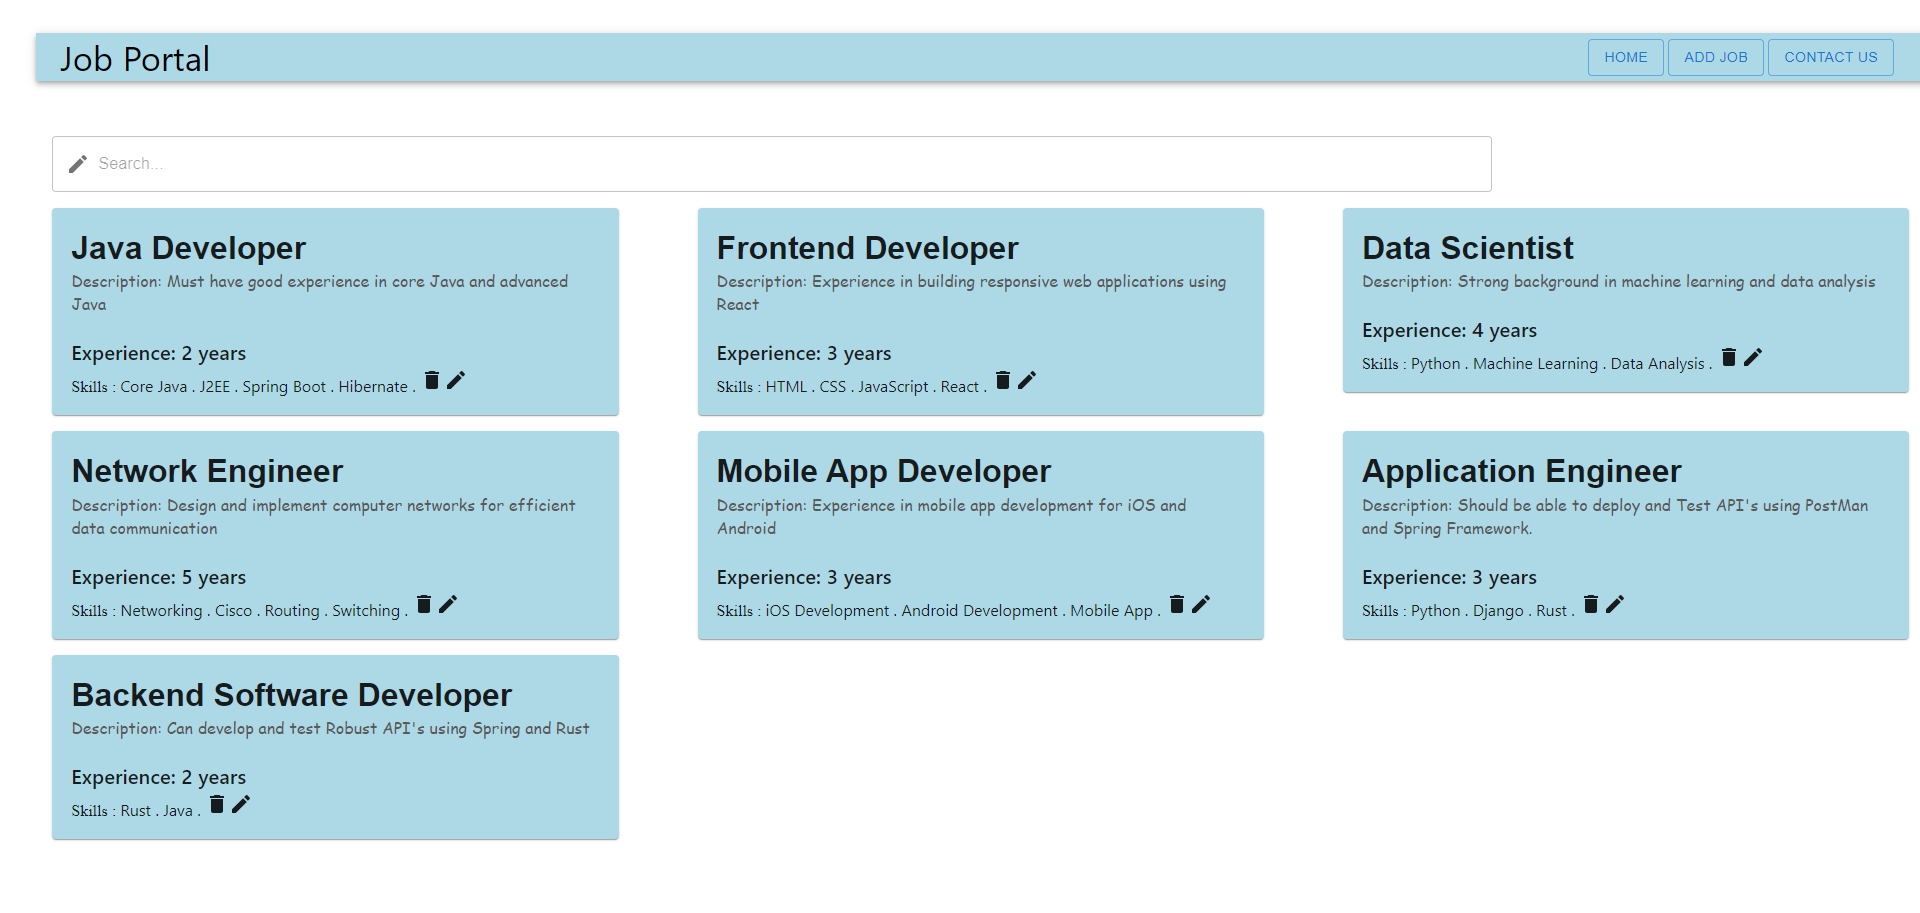 Job Portal
HOME
ADD JOB
CONTACT US
Search...
Java Developer
Description: Must have good experience in core Java and advanced
Java
Experience: 2 years
Skills : Core Java . J2EE . Spring Boot . Hibernate .
Frontend Developer
Description: Experience in building responsive web applications using
React
Experience: 3 years
Skills : HTML . CSS . JavaScript . React .
Data Scientist
Description: Strong background in machine learning and data analysis
Experience: 4 years
Skills : Python . Machine Learning . Data Analysis .
Network Engineer
Description: Design and implement computer networks for efficient
data communication
Experience: 5 years
Skills : Networking . Cisco . Routing . Switching .
Mobile App Developer
Description: Experience in mobile app development for iOS and
Android
Experience: 3 years
Skills : iOS Development . Android Development . Mobile App .
Application Engineer
Description: Should be able to deploy and Test API's using PostMan
and Spring Framework.
Experience: 3 years
Skills : Python . Django . Rust .
Backend Software Developer
Description: Can develop and test Robust API's using Spring and Rust
Experience: 2 years
Skills : Rust . Java .